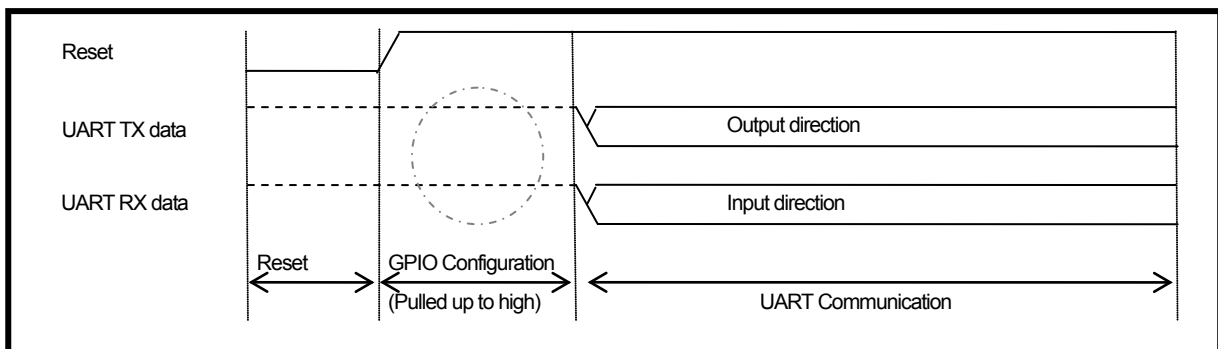 Reset
UART TX data
Output direction
UART RX data
Input direction
Reset
GPIO Configuration
(Pulled up to high)
UART Communication